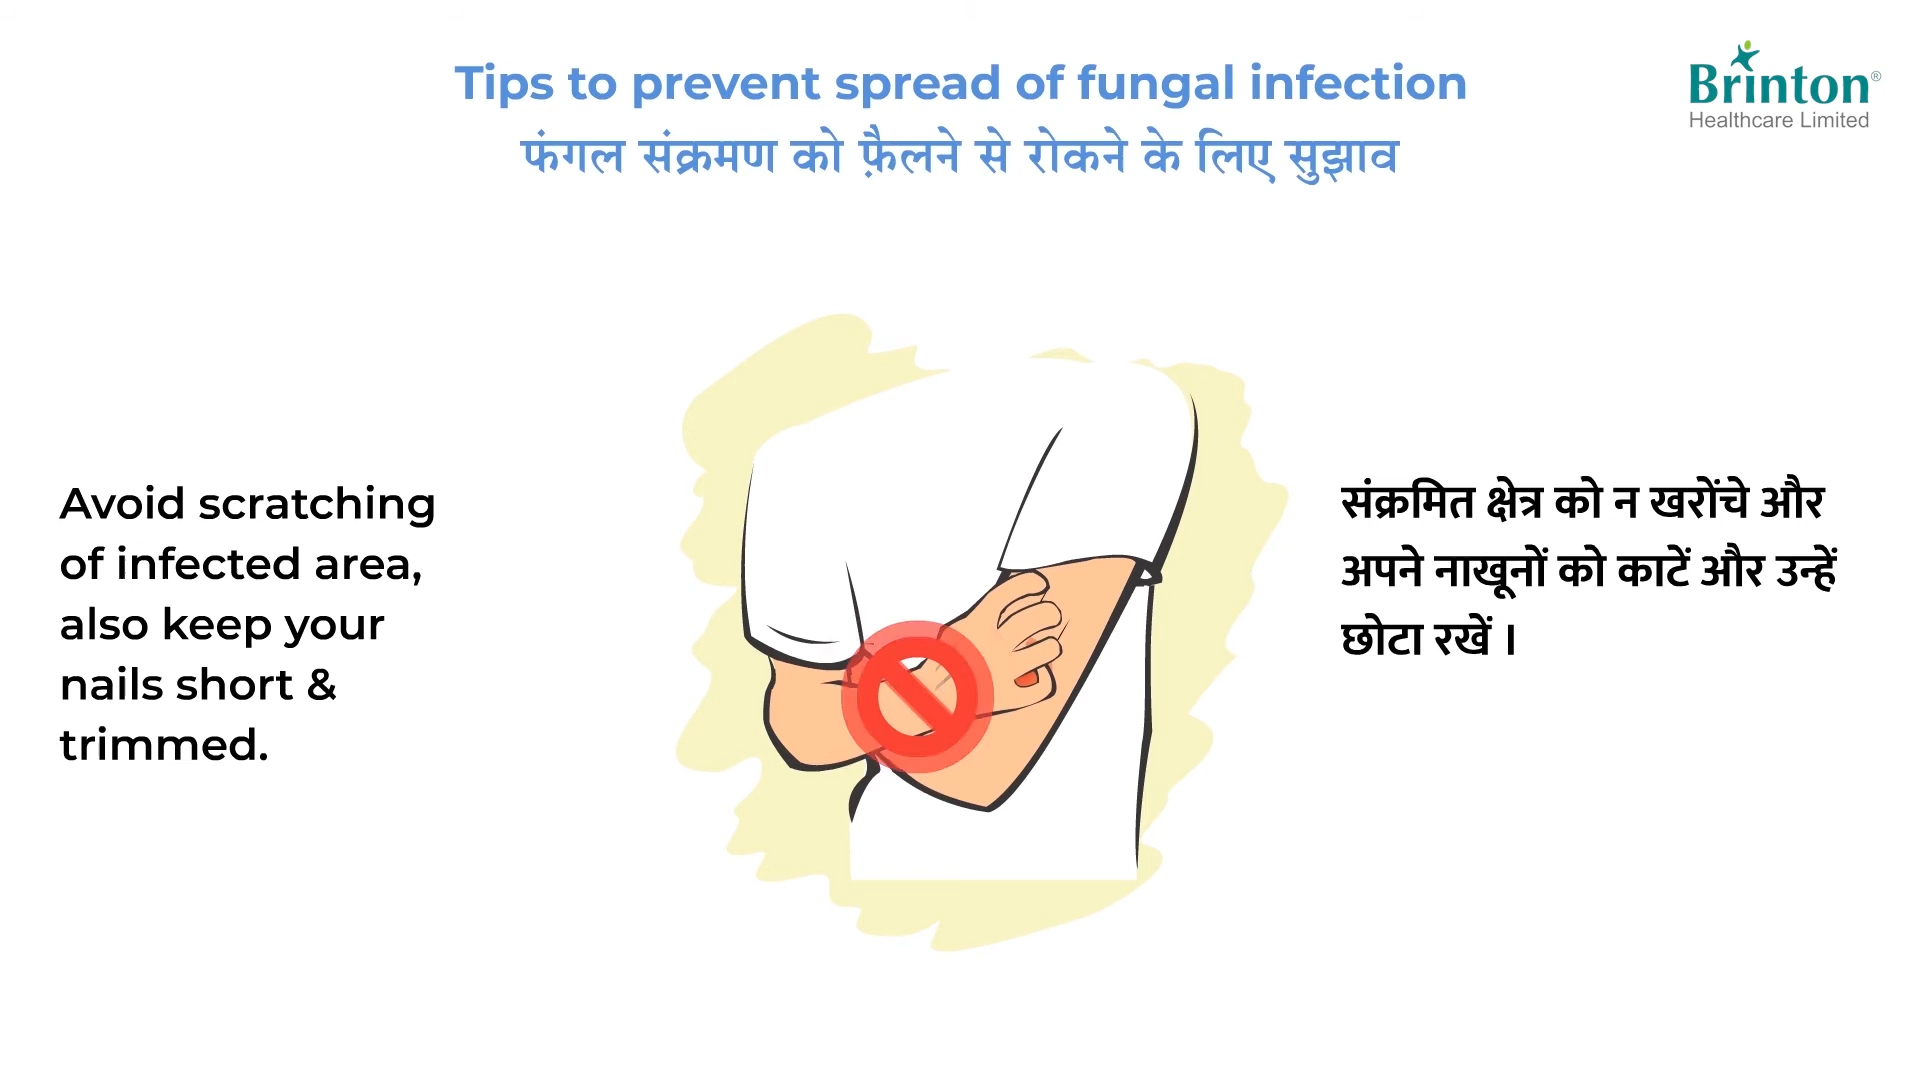 Tips to prevent spread of fungal infection
फंगल संक्रमण को फ़ैलने से रोकने के लिए सुझाव
Brinton®
Healthcare Limited
Avoid scratching
of infected area,
also keep your
nails short &
trimmed.
संक्रमित क्षेत्र को न खरोंचे और
अपने नाखूनों को काटें और उन्हें
छोटा रखें ।